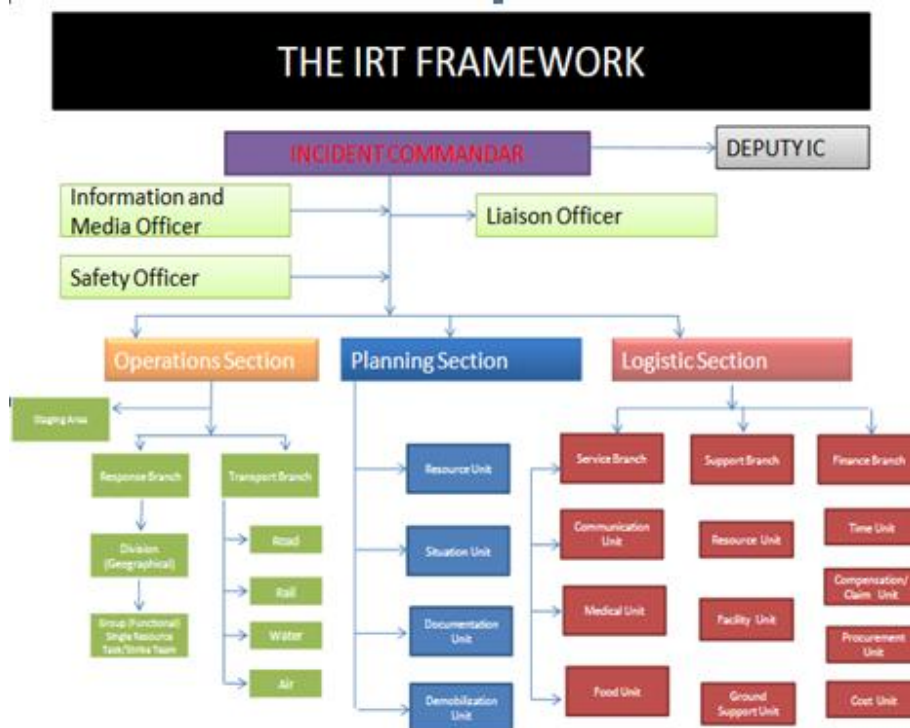 THE IRT FRAMEWORK
INCIDENT COMMANDAR
DEPUTY IC
Information and
Media Officer
Liaison Officer
Safety Officer
Operations Section
Planning Section
Logistic Section
Staging Area
Response Branch
Transport Branch
Resource Unit
Service Branch
Support Branch
Finance Branch
Division
(Geographical)
Road
Situation Unit
Communication
Unit
Resource Unit
Time Unit
Rail
Compensation/
Claim Unit
Group (Functional)
Single Resource
Task/Strike Team
Water
Documentation
Unit
Medical Unit
Facility Unit
Procurement
Unit
Air
Demobilization
Unit
Food Unit
Ground
Support Unit
Cost Unit